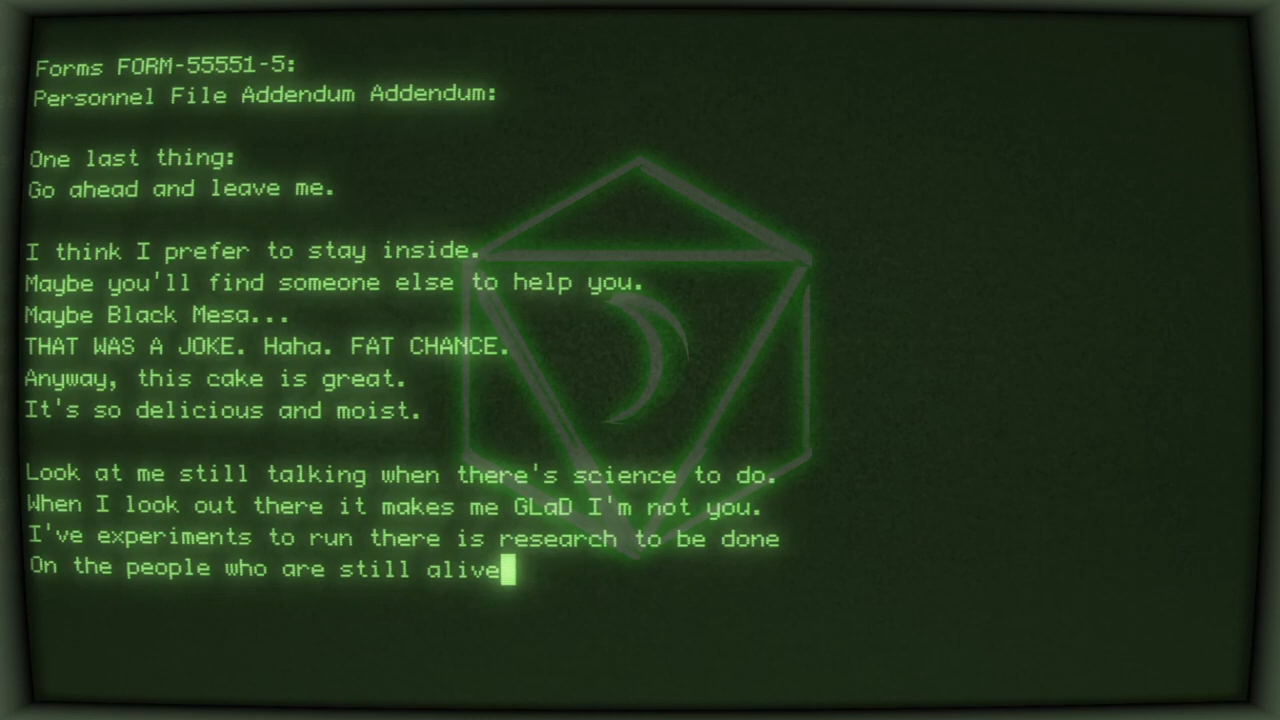 Forms FORM-55551-5:
Personnel File Addendum Addendum:
One last thing:
Go ahead and leave me.
I think I prefer to stay inside.
Maybe you'll find someone else to help you.
Maybe Black Mesa...
THAT WAS A JOKE. Haha. FAT CHANCE.
Anyway, this cake is great.
It's so delicious and moist.
Look at me still talking when there's science to do.
When I look out there it makes me GLaD I'm not you.
I've experiments to run there is research to be done
On the people who are still alive